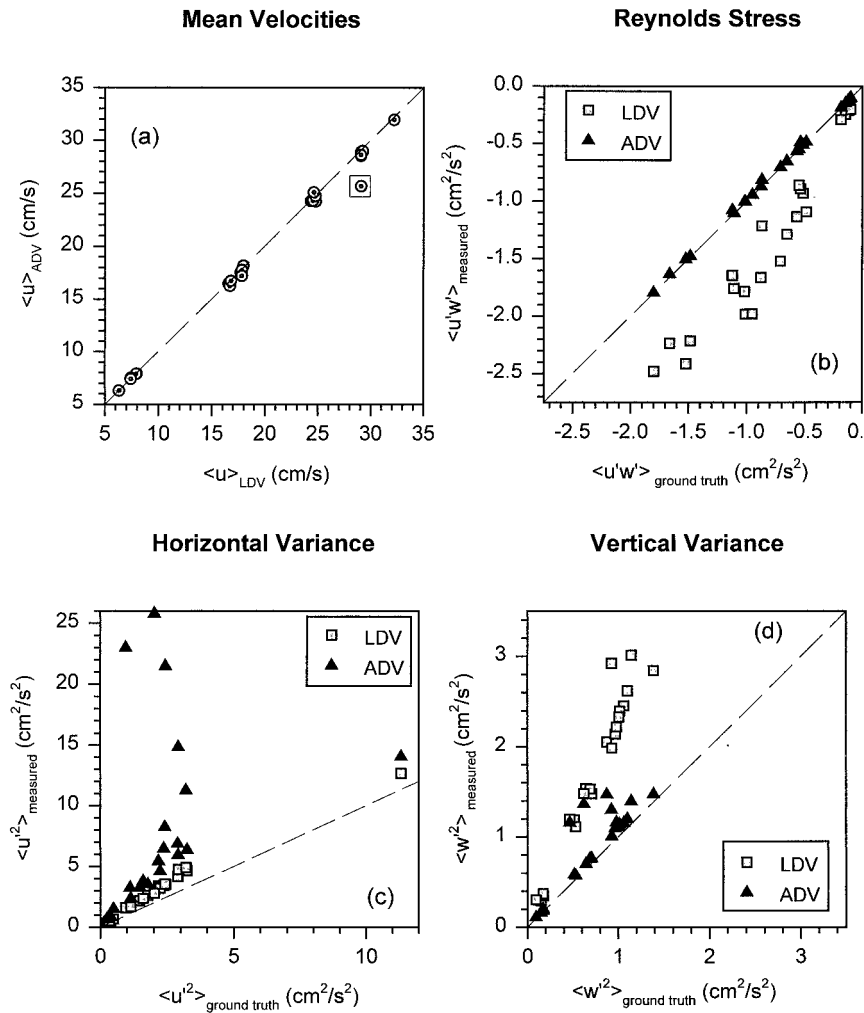 Mean Velocities
Reynolds Stress
35
30
25
20
15
10
5
5 10 15 20 25 30 35
(a)
<u>ADV (cm/s)
<u>LDV (cm/s)
0.0
-0.5
-1.0
-1.5
-2.0
-2.5
-2.5 -2.0 -1.5 -1.0 -0.5 0.
LDV
ADV
(b)
<u'w'>measured (cm²/s²)
<u'w'>ground truth (cm²/s²)
Horizontal Variance
Vertical Variance
25
20
15
10
5
0
0 5 10
LDV
ADV
(c)
<u'²>measured (cm²/s²)
<u'²>ground truth (cm²/s²)
3
2
1
0
0 1 2 3
(d)
LDV
ADV
<w'²>measured (cm²/s²)
<w'²>ground truth (cm²/s²)